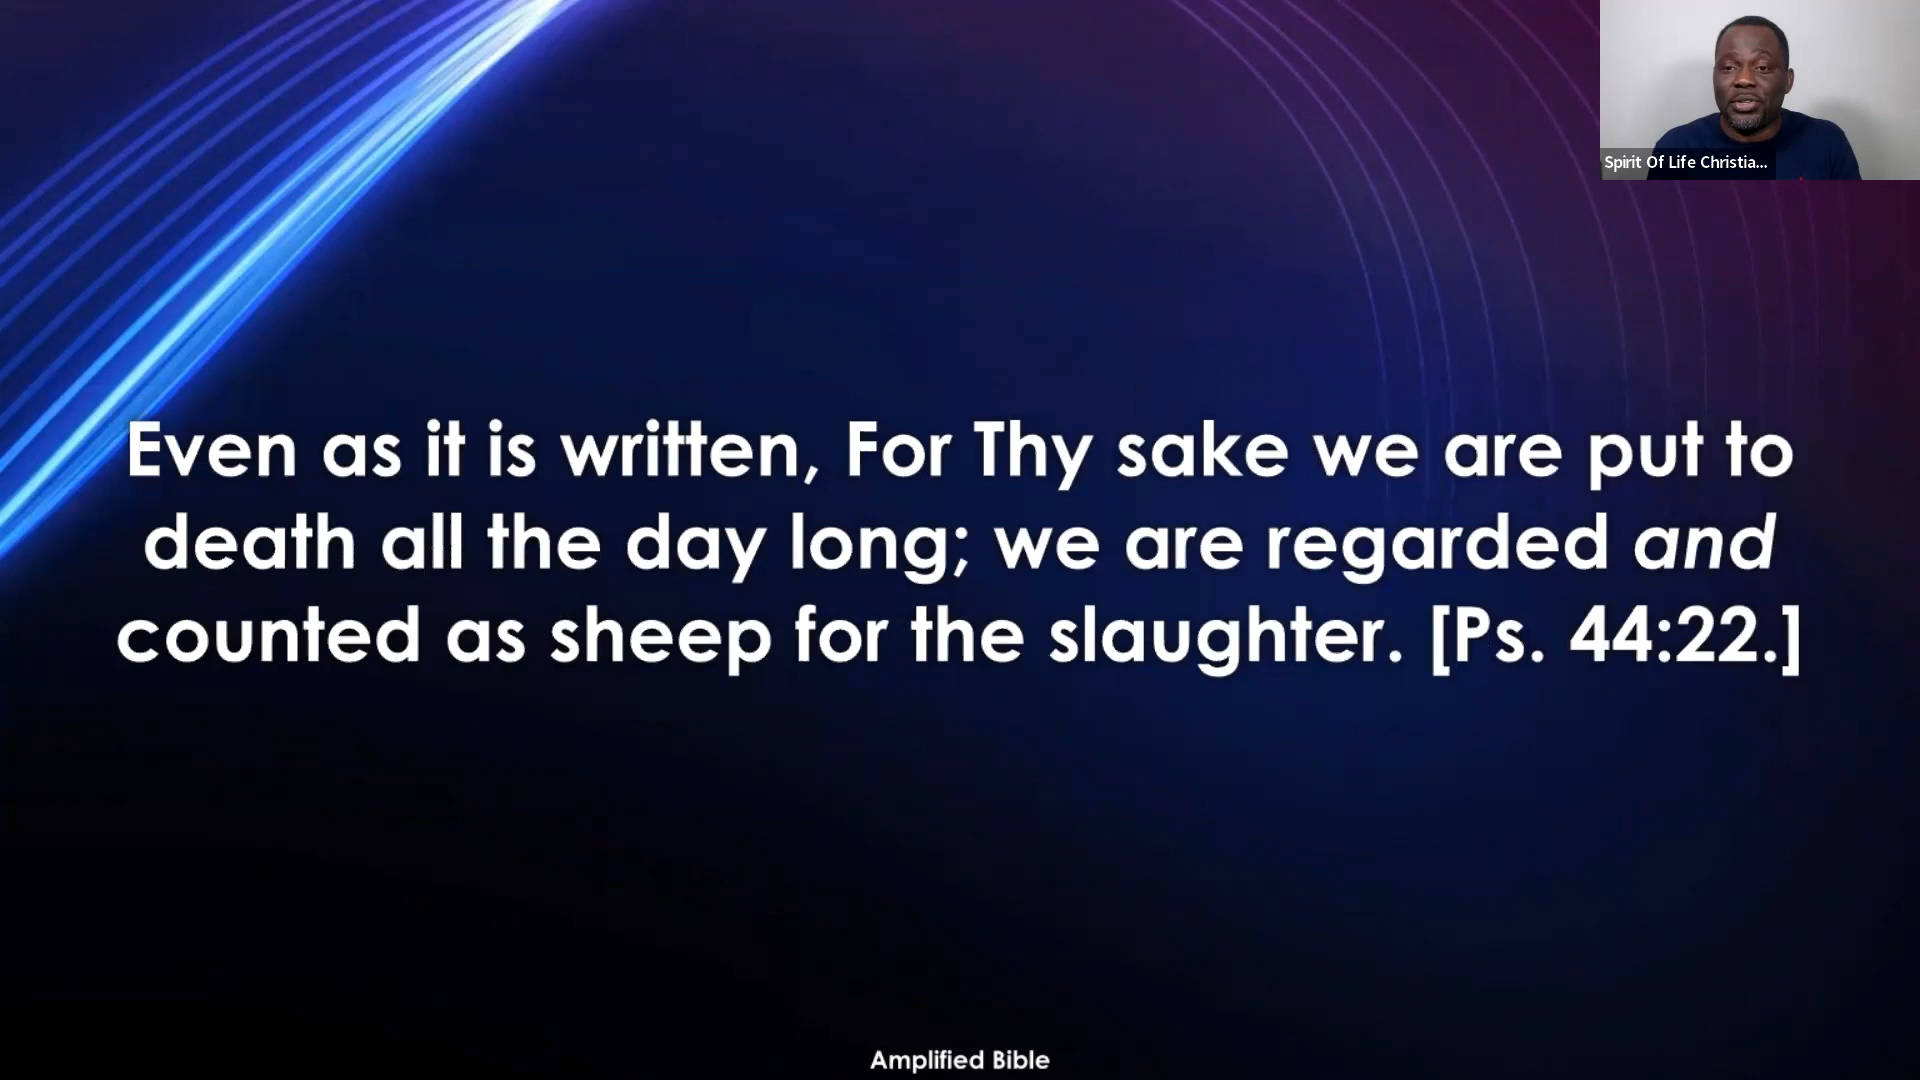 Spirit Of Life Christia...
Even as it is written, For Thy sake we are put to
death all the day long; we are regarded and
counted as sheep for the slaughter. [Ps. 44:22.]
Amplified Bible